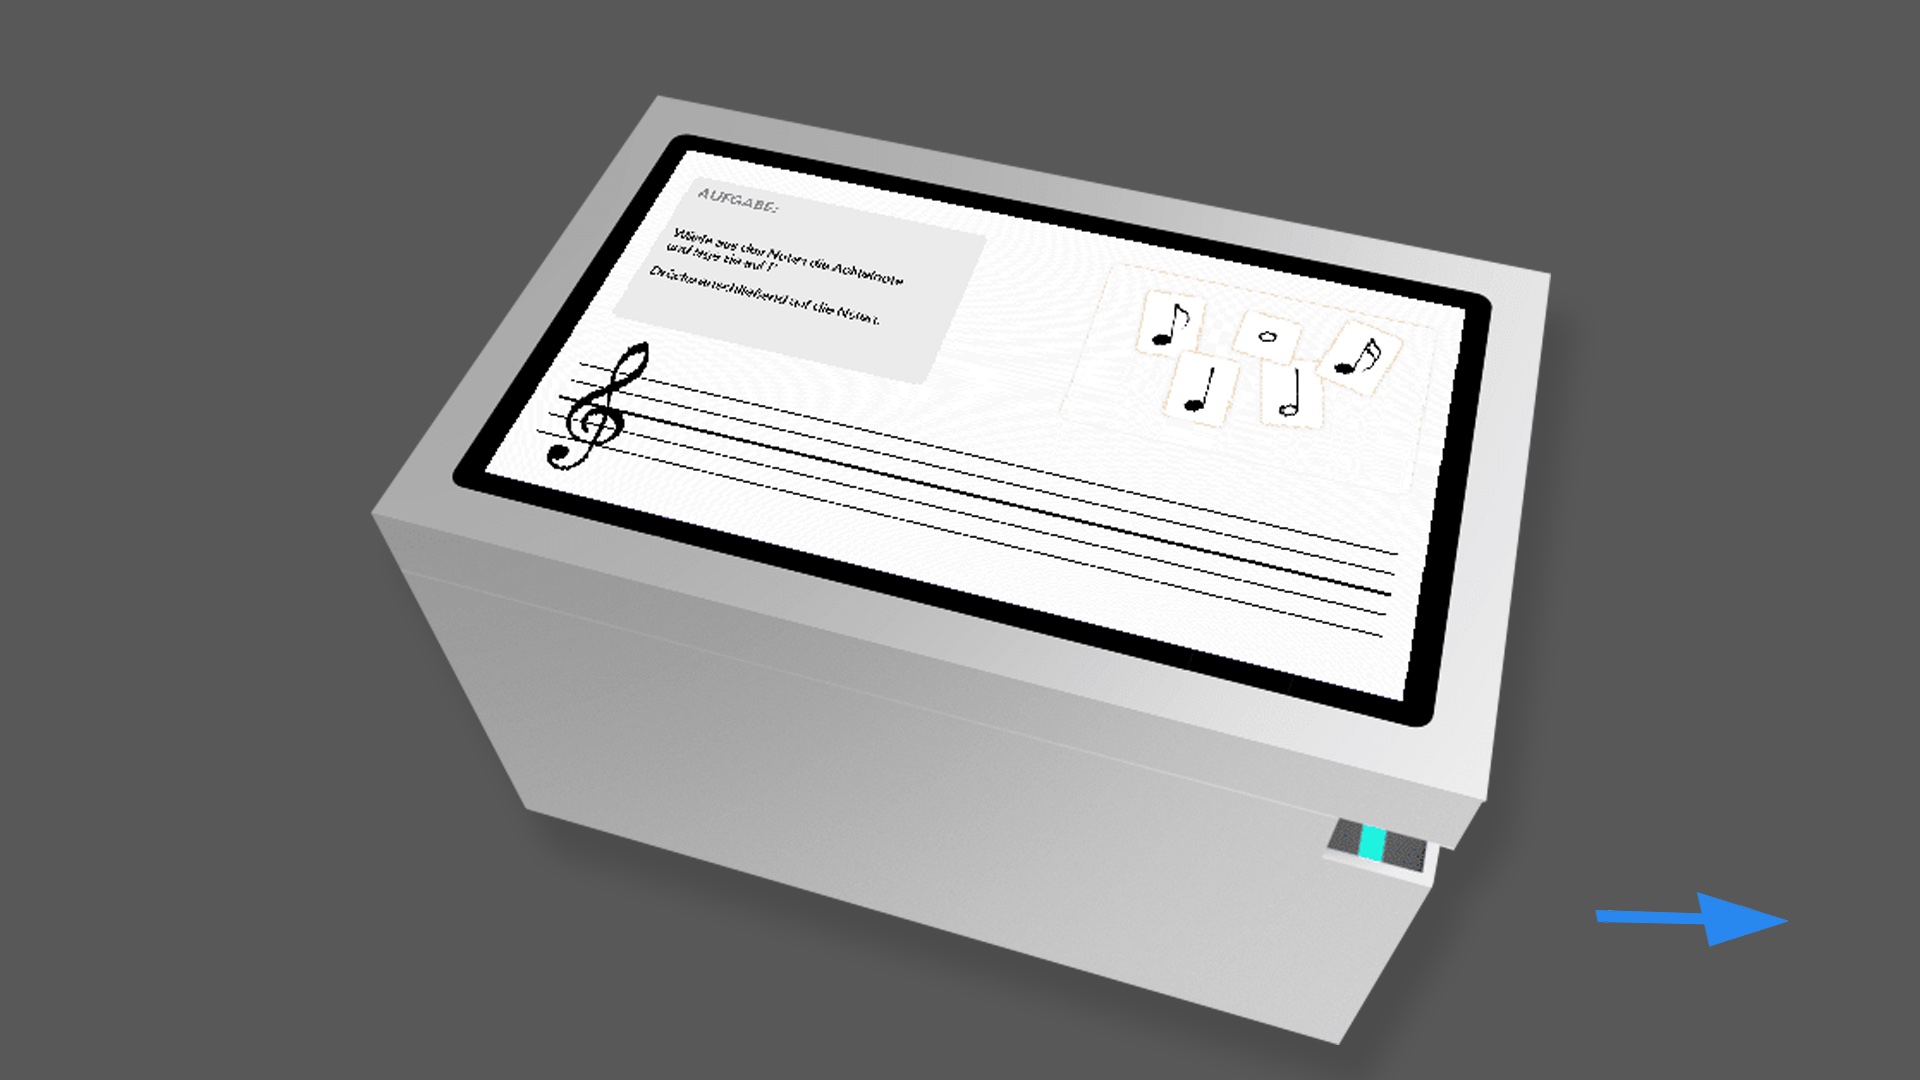 AUFGABE:
Wähle aus den Noten die Achtelnote
und lege sie auf
Drücke anschließend auf die Noten.